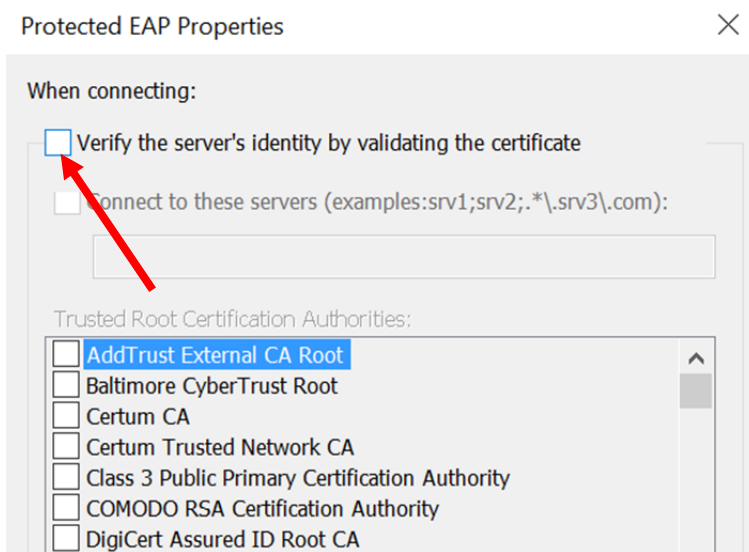 Protected EAP Properties
When connecting:
Verify the server's identity by validating the certificate
Connect to these servers (examples:srv1;srv2;.*\.srv3\.com):
Trusted Root Certification Authorities:
AddTrust External CA Root
Baltimore CyberTrust Root
Certum CA
Certum Trusted Network CA
Class 3 Public Primary Certification Authority
COMODO RSA Certification Authority
DigiCert Assured ID Root CA